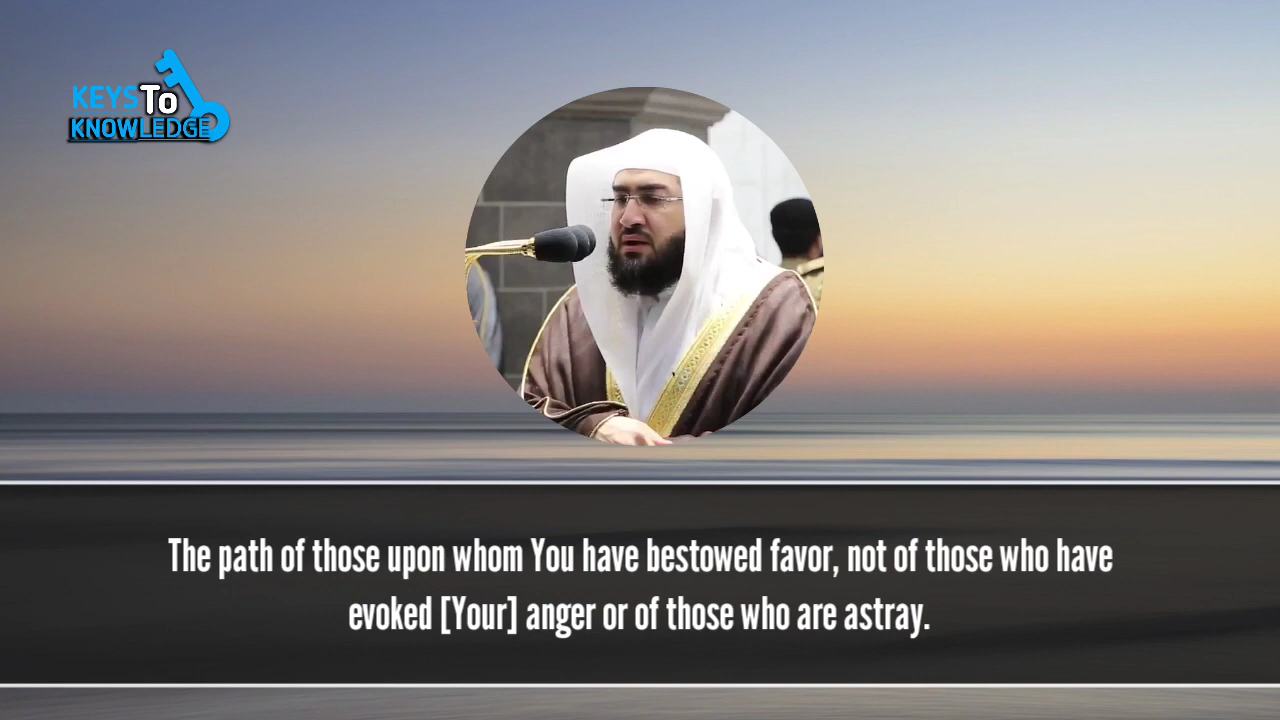 KEYS To
KNOWLEDGE
The path of those upon whom You have bestowed favor, not of those who have
evoked [Your] anger or of those who are astray.